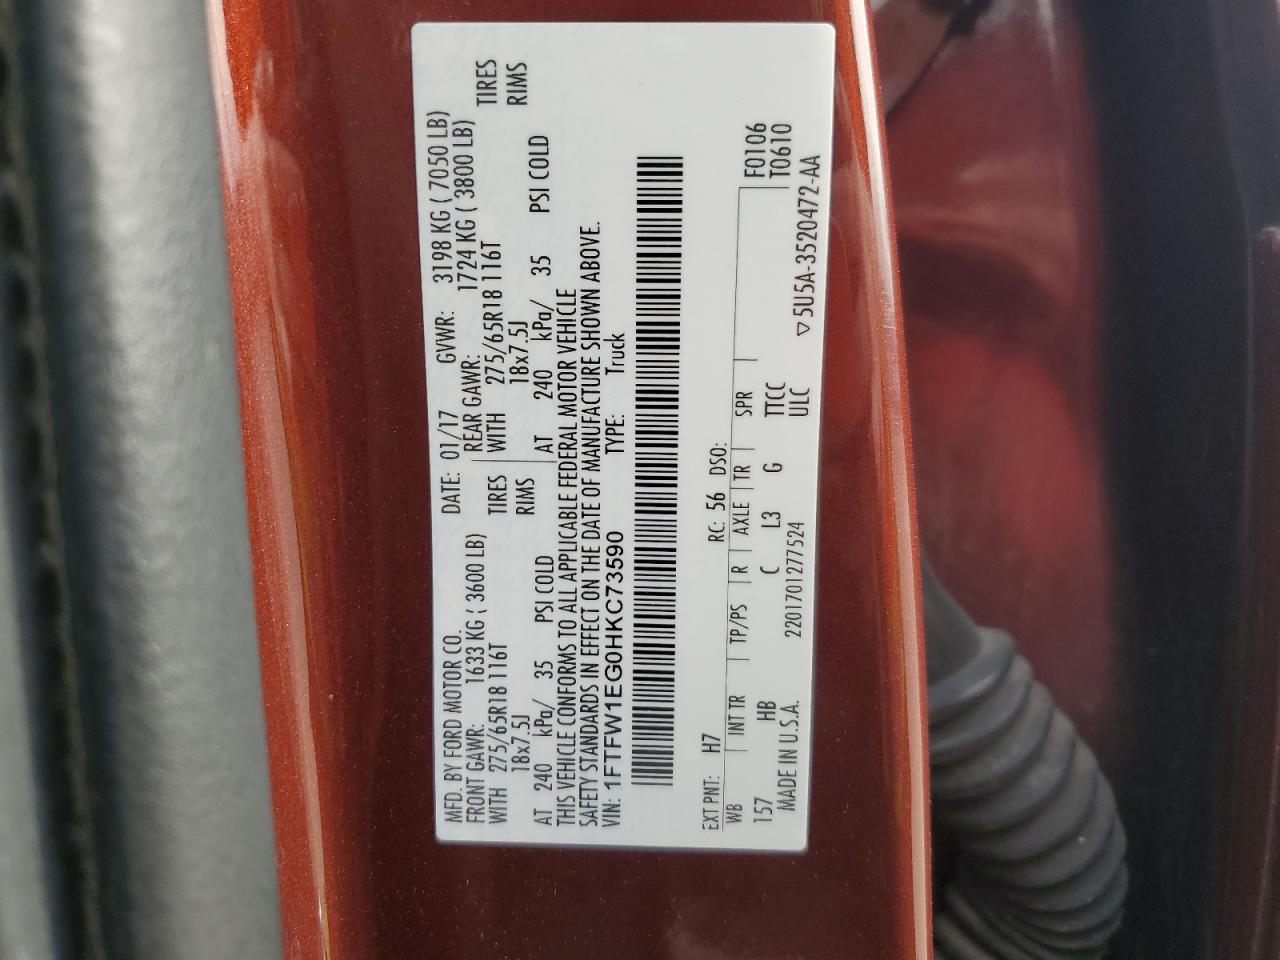 MFD. BY FORD MOTOR CO. DATE: 01/17 GVWR: 3198 KG ( 7050 LB)
FRONT GAWR: 1633 KG ( 3600 LB) REAR GAWR: 1724 KG ( 3800 LB)
WITH 275/65R18 116T TIRES WITH 275/65R18 116T TIRES
18x7.5J RIMS 18x7.5J RIMS
AT 240 kPa/ 35 PSI COLD AT 240 kPa/ 35 PSI COLD
THIS VEHICLE CONFORMS TO ALL APPLICABLE FEDERAL MOTOR VEHICLE
SAFETY STANDARDS IN EFFECT ON THE DATE OF MANUFACTURE SHOWN ABOVE.
VIN: 1FTFW1EG0HKC73590 TYPE: Truck
EXT PNT: H7 RC: 56 DSO:
WB INT TR TP/PS R AXLE TR SPR F0106
157 HB C L3 G TTCC T0610
MADE IN U.S.A. 2201701277524 ULC
▽5U5A-3520472-AA